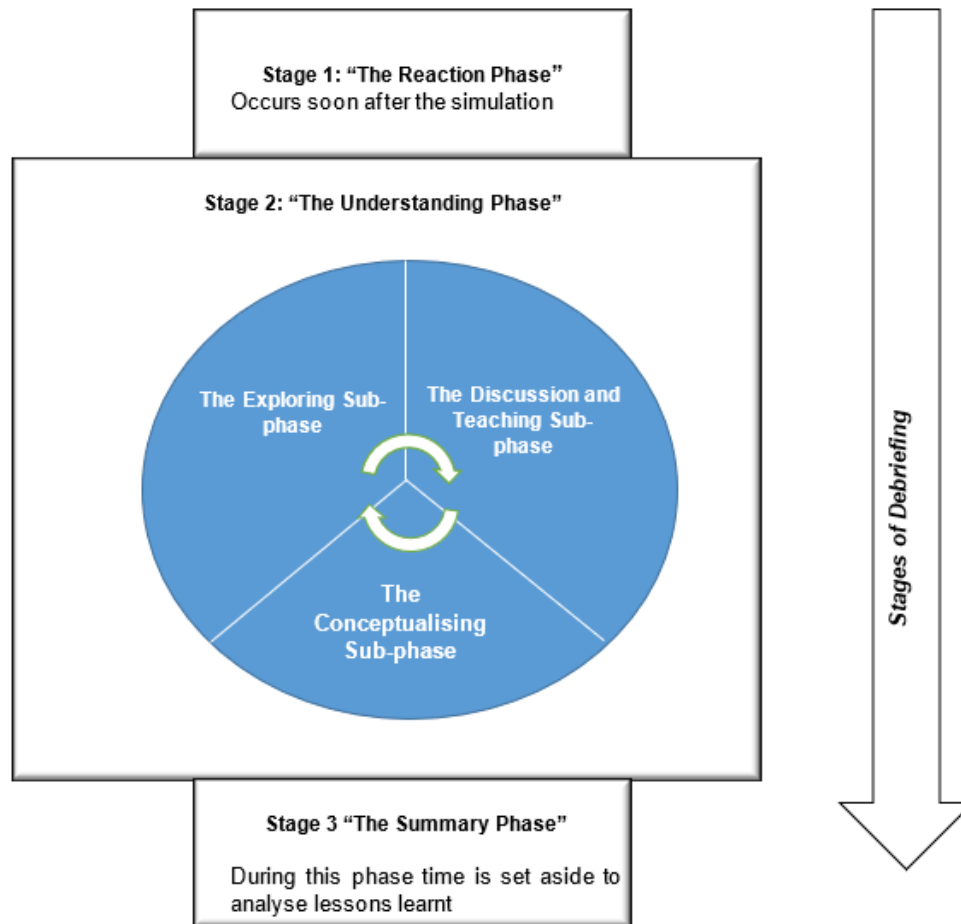 Stage 1: “The Reaction Phase”
Occurs soon after the simulation
Stage 2: “The Understanding Phase”
The Exploring Sub-
phase
The Discussion and
Teaching Sub-
phase
The
Conceptualising
Sub-phase
Stage 3 “The Summary Phase”
During this phase time is set aside to
analyse lessons learnt
Stages of Debriefing